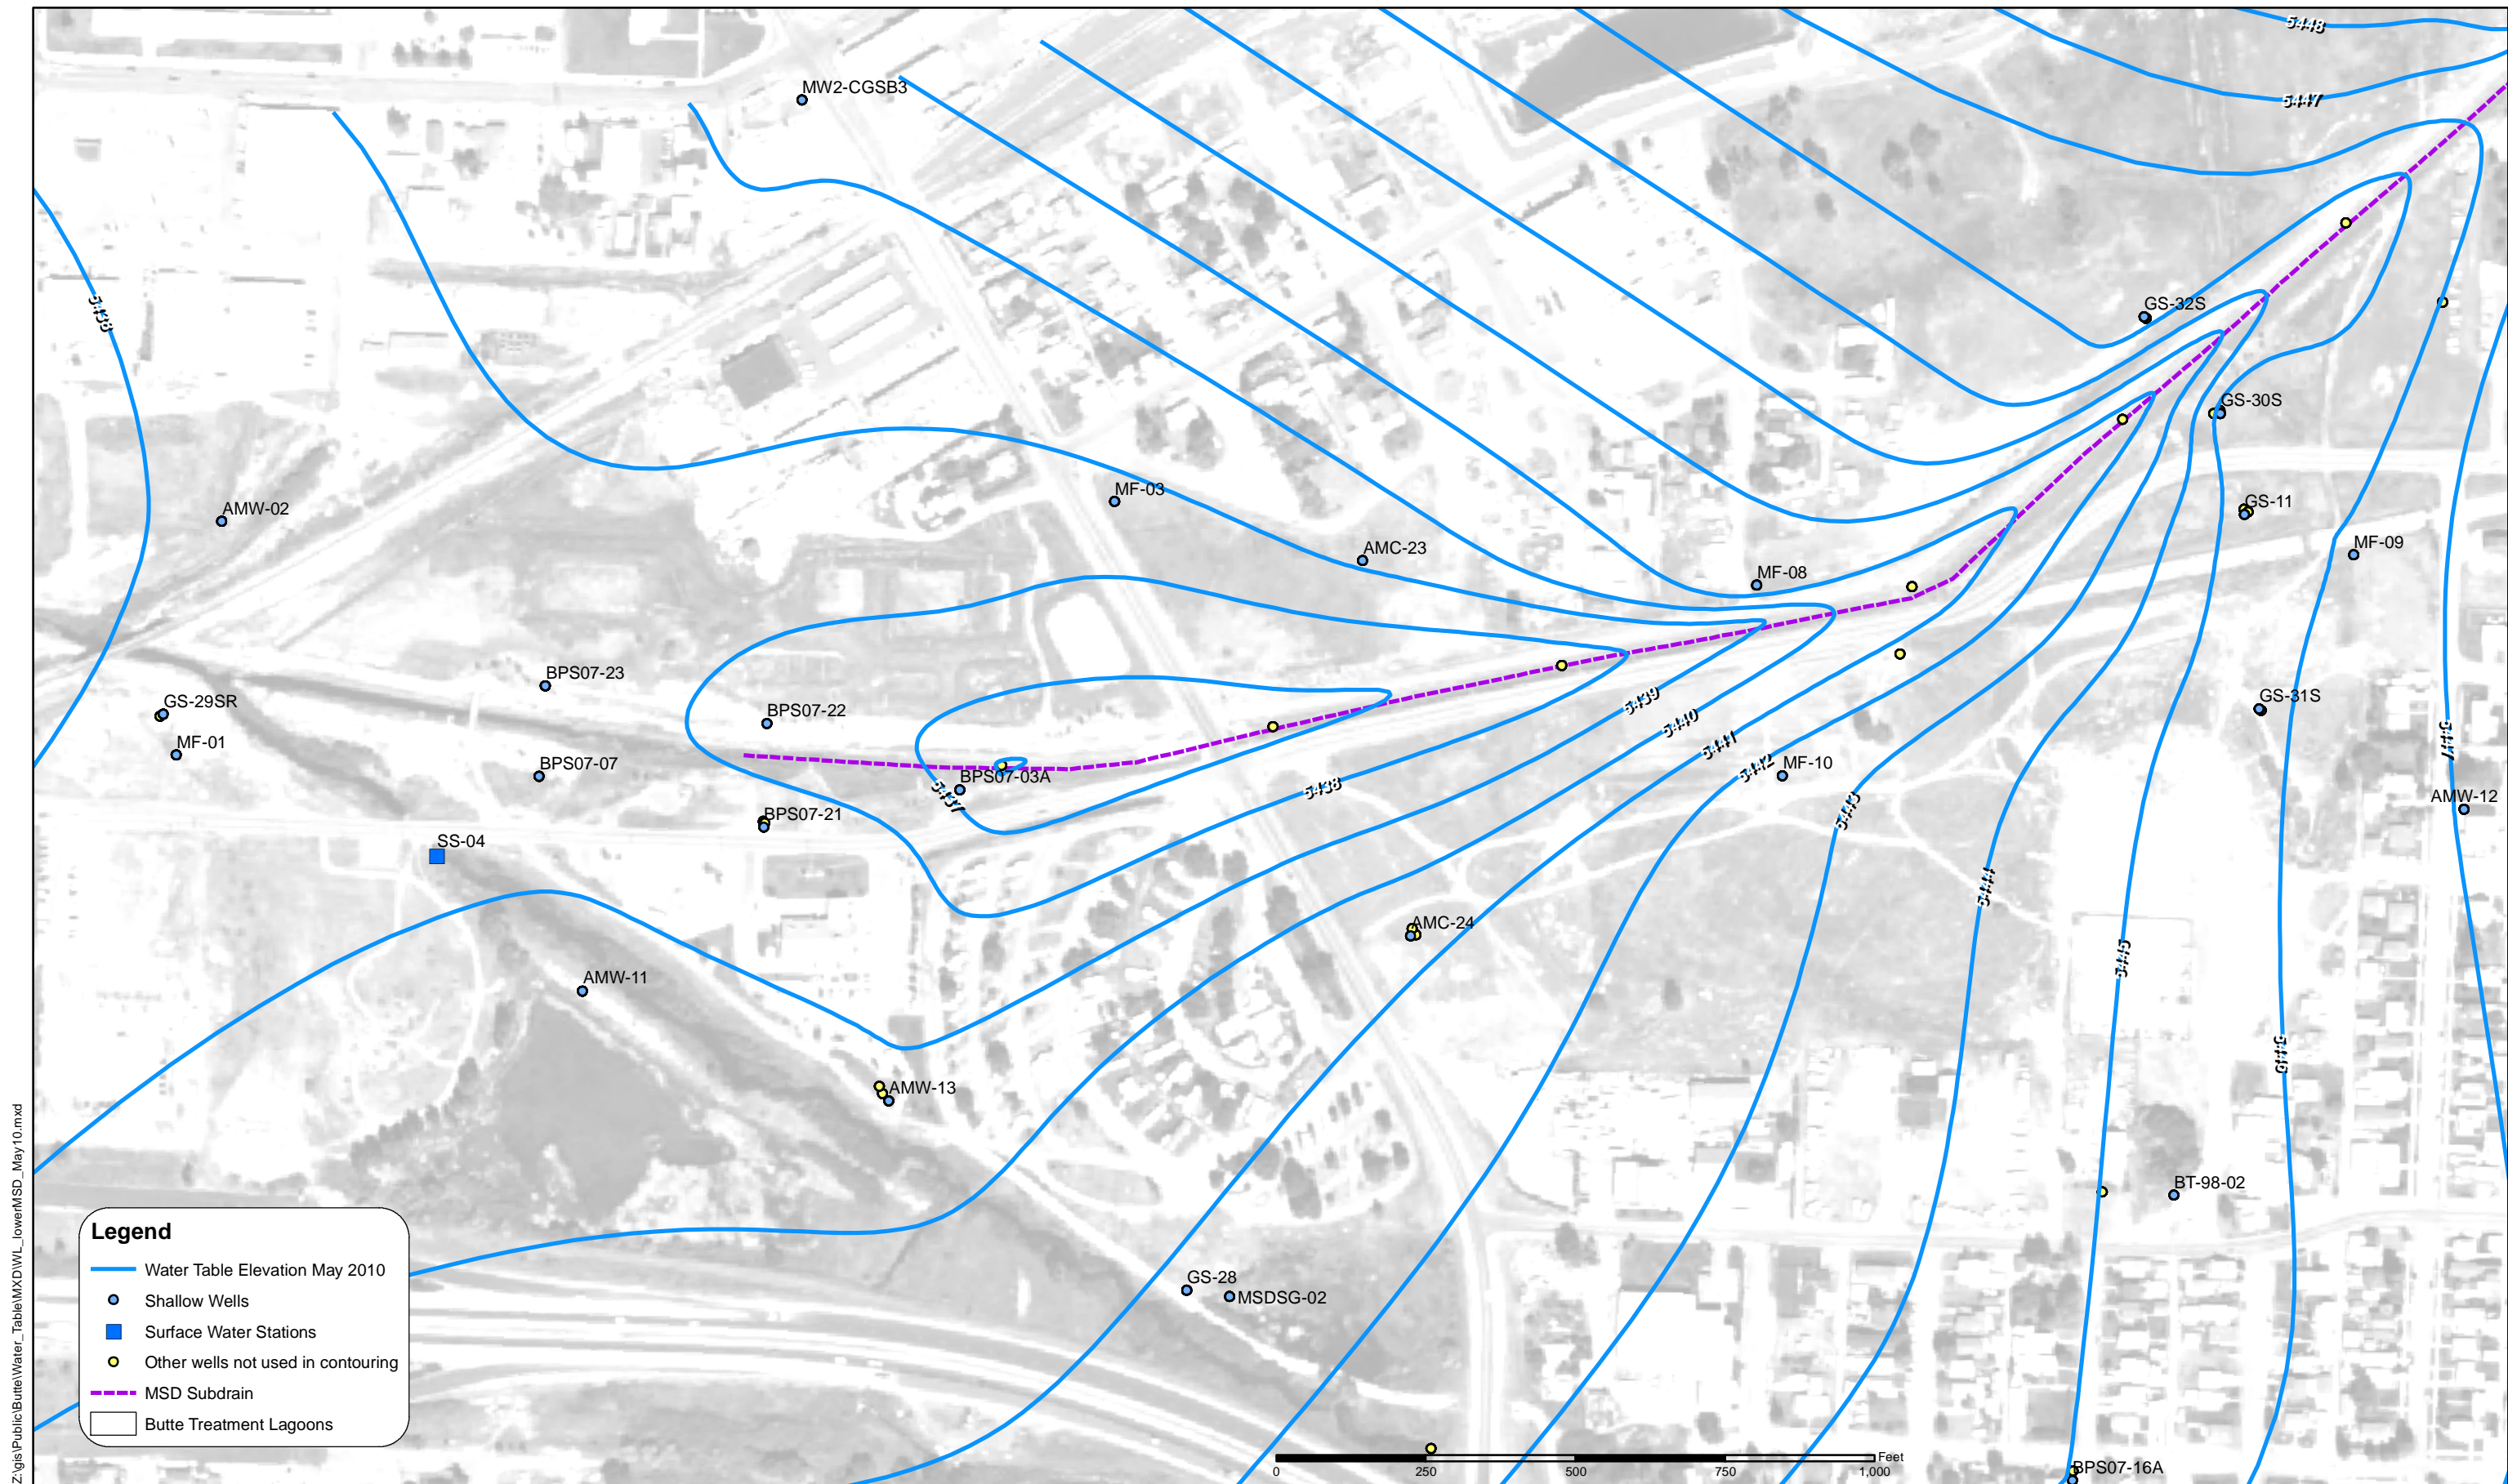 5448
MW2-CGSB3
5447
5438
GS-32S
GS-30S
MF-03
AMW-02
GS-11
AMC-23
MF-09
MF-08
BPS07-23
GS-29SR
5439
GS-31S
BPS07-22
5440
MF-01
5441
5447
BPS07-07
5442
MF-10
BPS07-03A
5438
5437
AMW-12
5443
BPS07-21
SS-04
5444
AMC-24
5445
AMW-11
5446
AMW-13
BT-98-02
GS-28
MSDSG-02
Legend
Water Table Elevation May 2010
Shallow Wells
Surface Water Stations
Other wells not used in contouring
MSD Subdrain
Butte Treatment Lagoons
Feet
0 250 500 750 1,000
BPS07-16A
Z:\gis\Public\Butte\Water_Table\MXD\WL_lowerMSD_May10.mxd